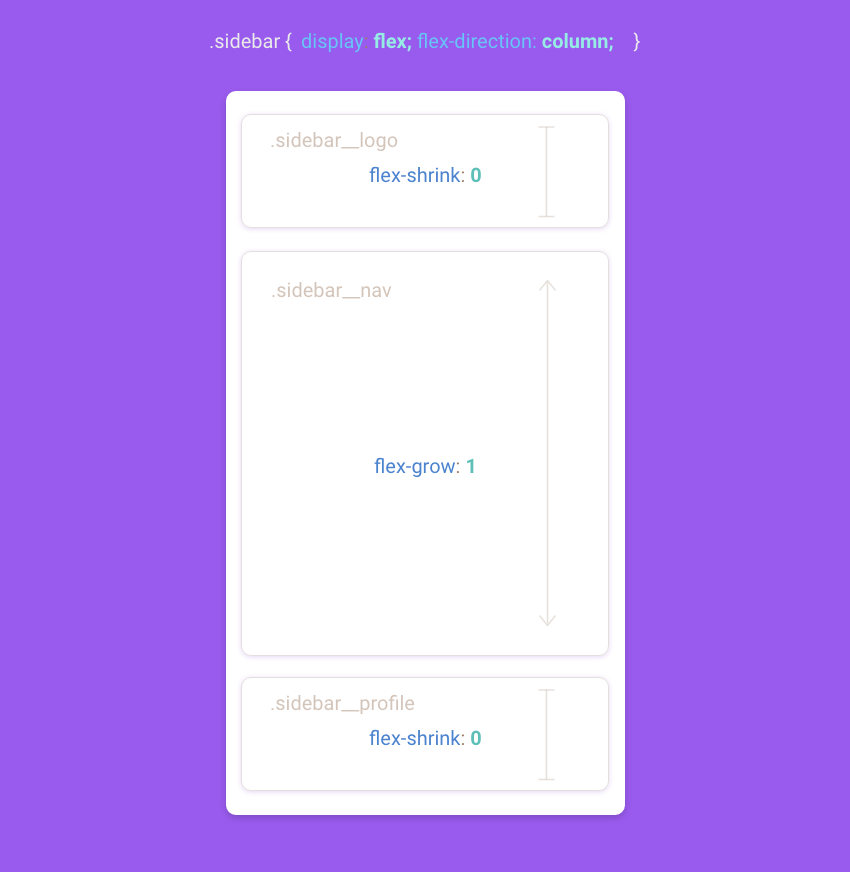 .sidebar { display flex; flex-direction: column; }
.sidebar__logo
flex-shrink: 0
.sidebar__nav
flex-grow: 1
.sidebar__profile
flex-shrink: 0